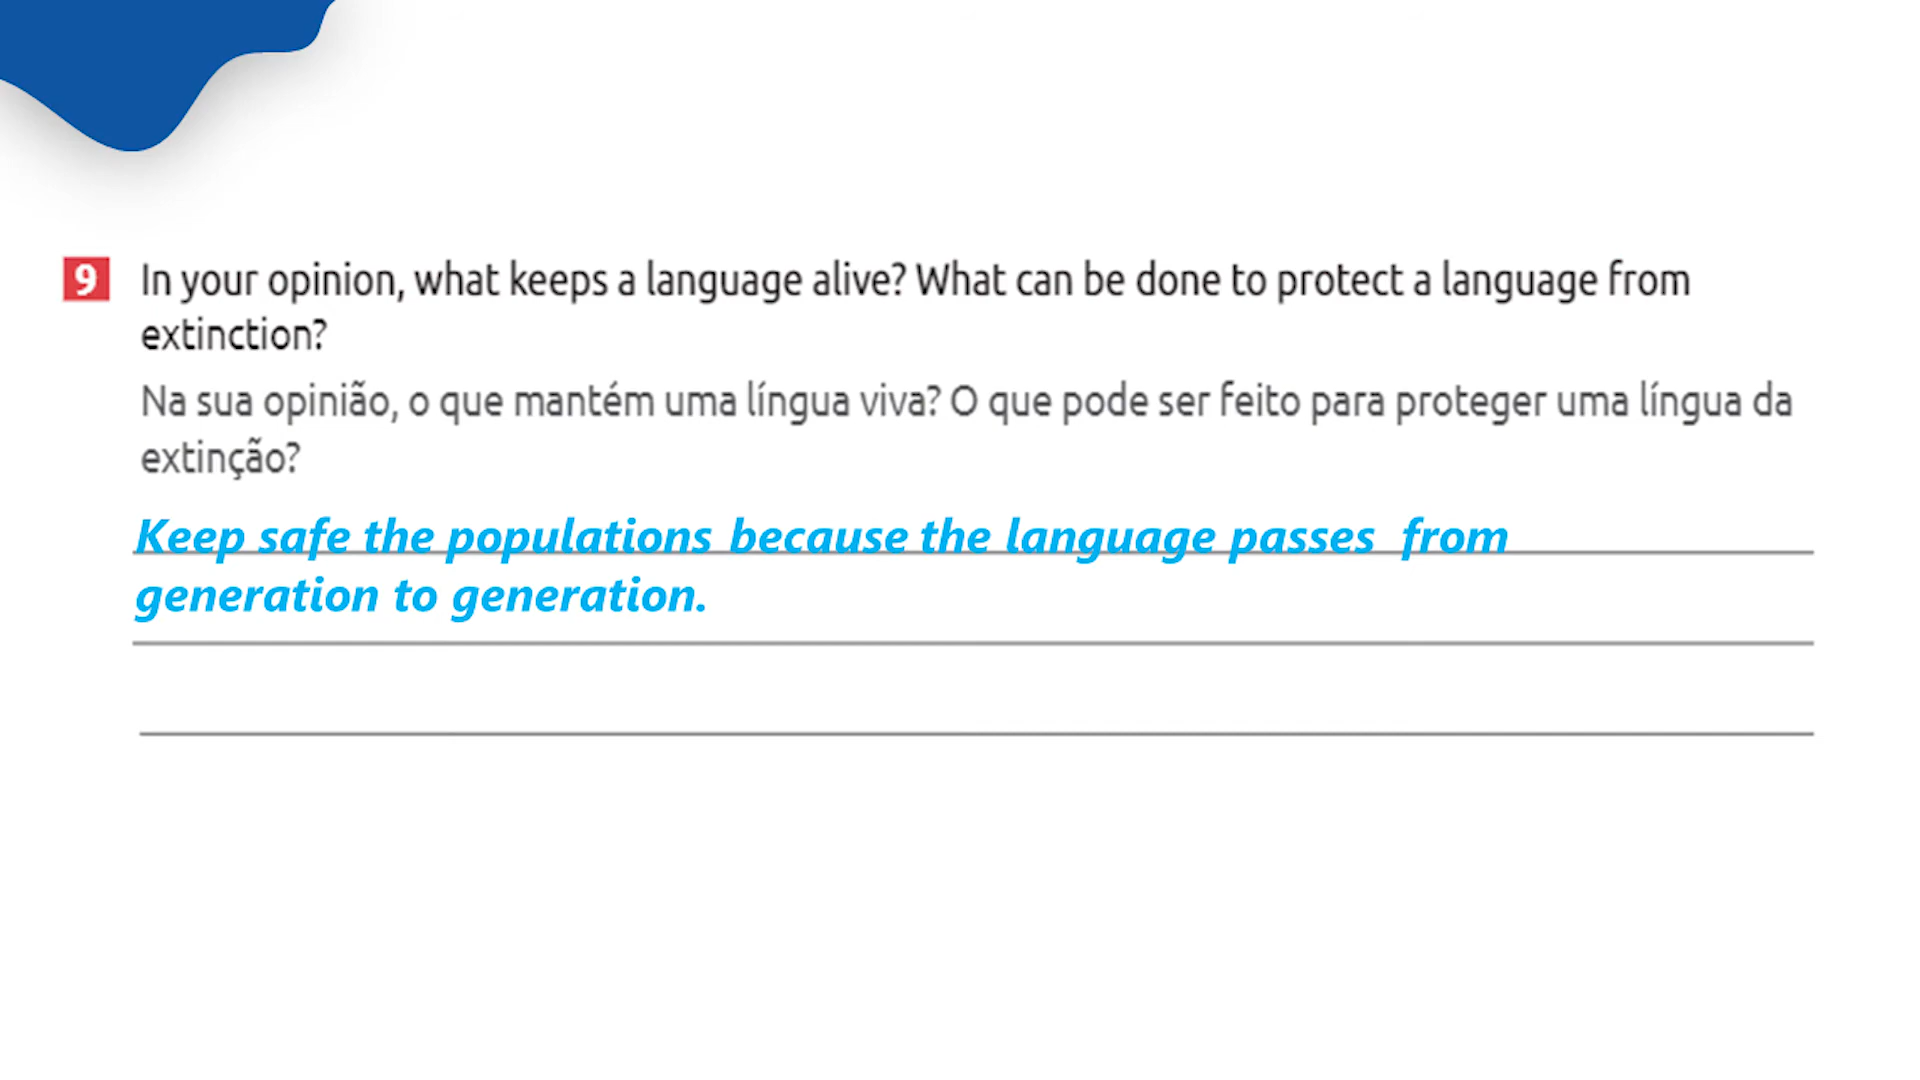 9 In your opinion, what keeps a language alive? What can be done to protect a language from
extinction?
Na sua opinião, o que mantém uma língua viva? O que pode ser feito para proteger uma língua da
extinção?
Keep safe the populations because the language passes from
generation to generation.